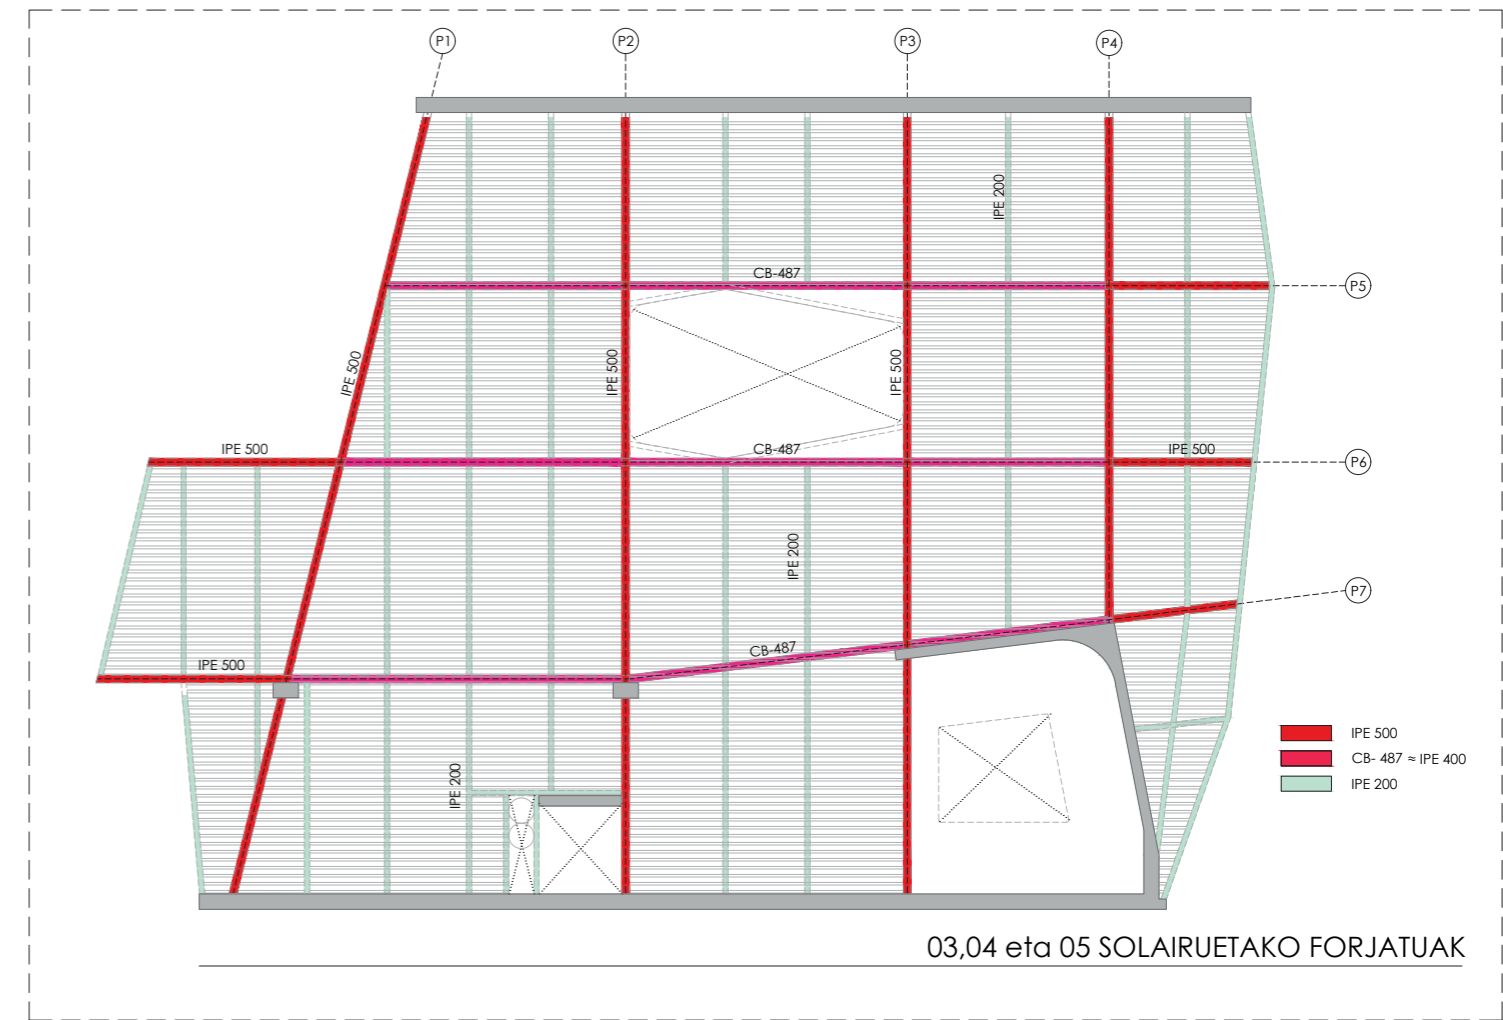 P1
P2
P3
P4
IPE 200
CB-487
P5
IPE 500
IPE 500
IPE 500
IPE 500
CB-487
IPE 500
P6
IPE 200
P7
CB-487
IPE 500
IPE 200
IPE 500
CB- 487 ≈ IPE 400
IPE 200
03,04 eta 05 SOLAIRUETAKO FORJATUAK